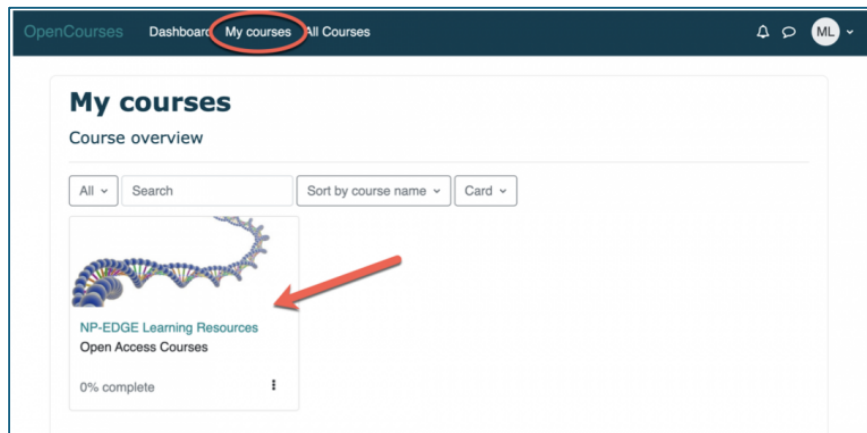 OpenCourses Dashboard My courses All Courses ML
My courses
Course overview
All Search Sort by course name Card
NP-EDGE Learning Resources
Open Access Courses
0% complete